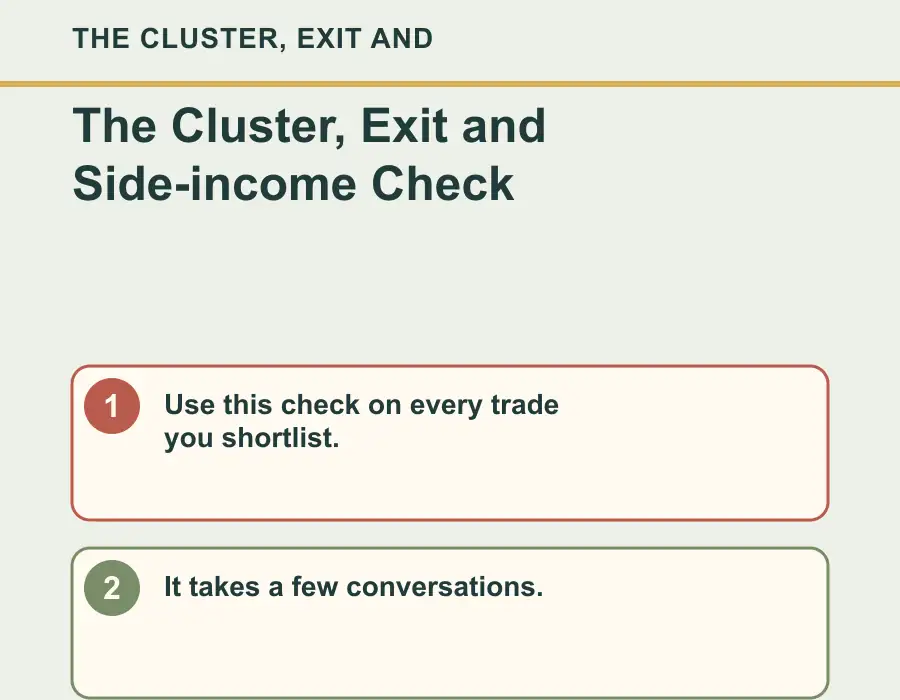 THE CLUSTER, EXIT AND
The Cluster, Exit and
Side-income Check
1
Use this check on every trade
you shortlist.
2
It takes a few conversations.